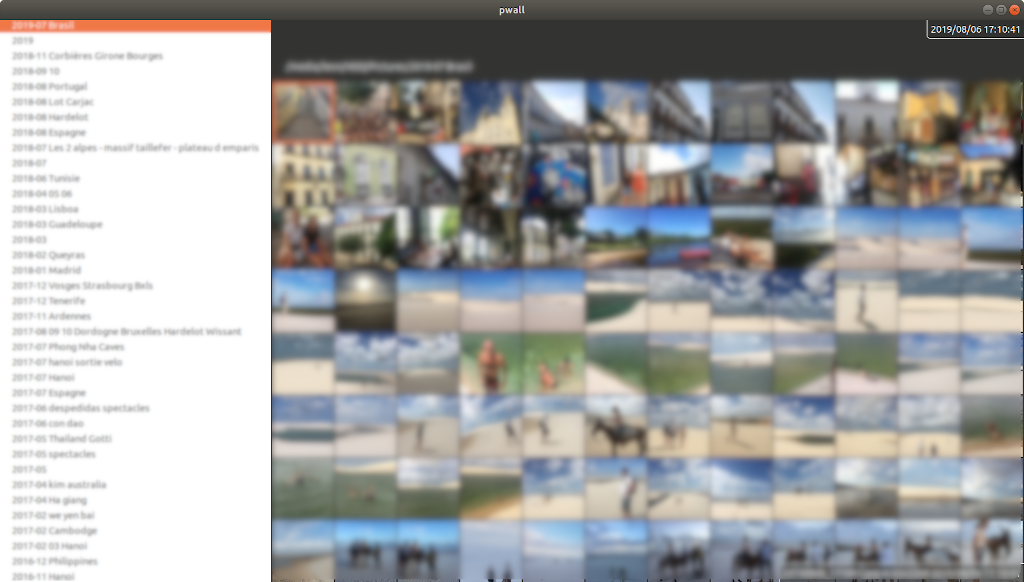 pwall
2019/08/06 17:10:41
2019-07 Brasil
2019
2018-11 Corbières Girone Bourges
2018-09 10
2018-08 Portugal
2018-08 Lot Carjac
2018-08 Hardelot
2018-08 Espagne
2018-07 Les 2 alpes - massif taillefer - plateau d emparis
2018-07
2018-06 Tunisie
2018-04 05 06
2018-03 Lisboa
2018-03 Guadeloupe
2018-03
2018-02 Queyras
2018-01 Madrid
2017-12 Vosges Strasbourg Bels
2017-12 Tenerife
2017-11 Ardennes
2017-08 09 10 Dordogne Bruxelles Hardelot Wissant
2017-07 Phong Nha Caves
2017-07 hanoi sortie velo
2017-07 Hanoi
2017-07 Espagne
2017-06 despedidas spectacles
2017-06 con dao
2017-05 Thailand Gotti
2017-05 spectacles
2017-05
2017-04 kim australia
2017-04 Ha giang
2017-02 we yen bai
2017-02 Cambodge
2017-02 03 Hanoi
2016-12 Philippines
2016-11 Hanoi